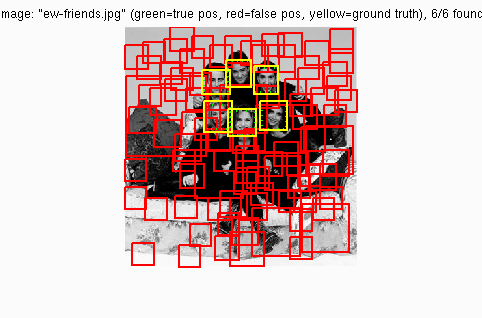 mage: "ew-friends.jpg" (green=true pos, red=false pos, yellow=ground truth), 6/6 found